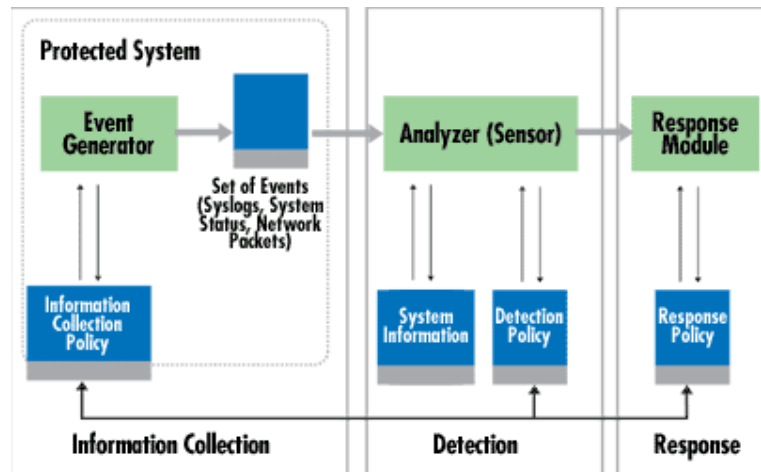 Protected System
Event
Generator
Set of Events
(Syslogs, System
Status, Network
Packets)
Information
Collection
Policy
Analyzer (Sensor)
System
Information
Detection
Policy
Response
Module
Response
Policy
Information Collection
Detection
Response